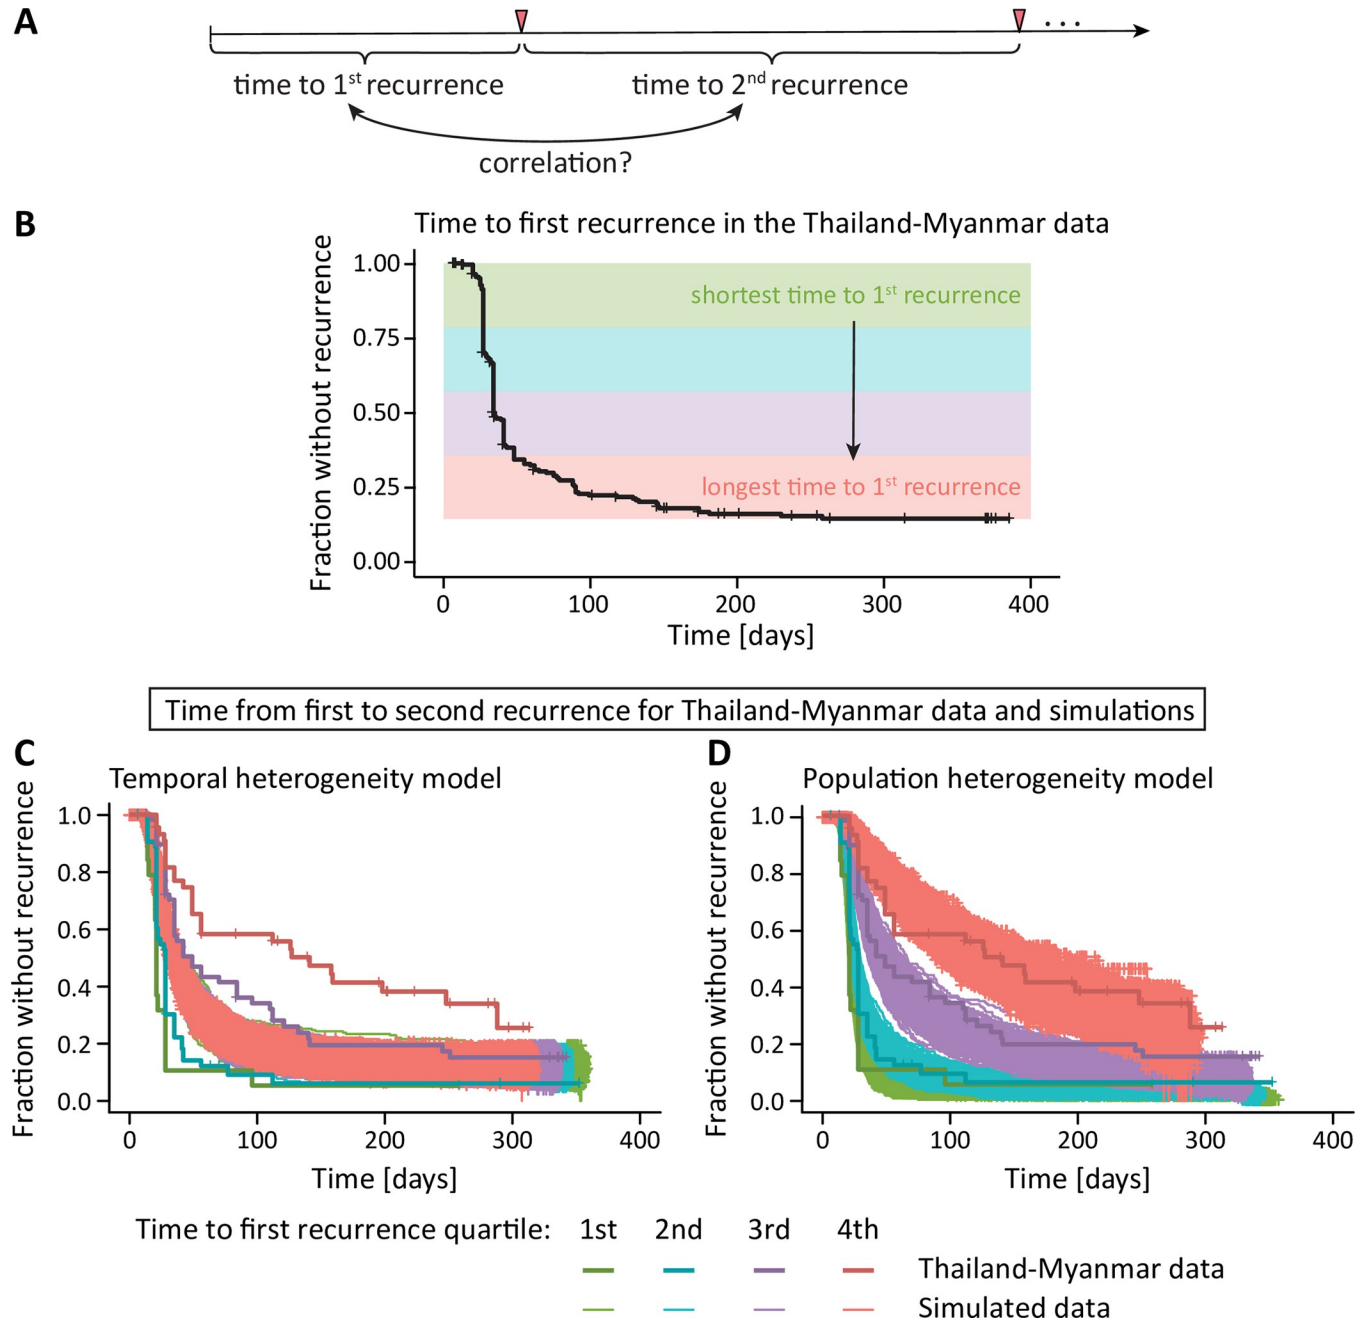 A
. . .
time to 1st recurrence
time to 2nd recurrence
correlation?
B
Time to first recurrence in the Thailand-Myanmar data
Fraction without recurrence
1.00
0.75
0.50
0.25
0.00
shortest time to 1st recurrence
longest time to 1st recurrence
0 100 200 300 400
Time [days]
Time from first to second recurrence for Thailand-Myanmar data and simulations
C
Temporal heterogeneity model
Fraction without recurrence
1.0
0.8
0.6
0.4
0.2
0.0
0 100 200 300 400
Time [days]
D
Population heterogeneity model
Fraction without recurrence
1.0
0.8
0.6
0.4
0.2
0.0
0 100 200 300 400
Time [days]
Time to first recurrence quartile: 1st 2nd 3rd 4th
Thailand-Myanmar data
Simulated data